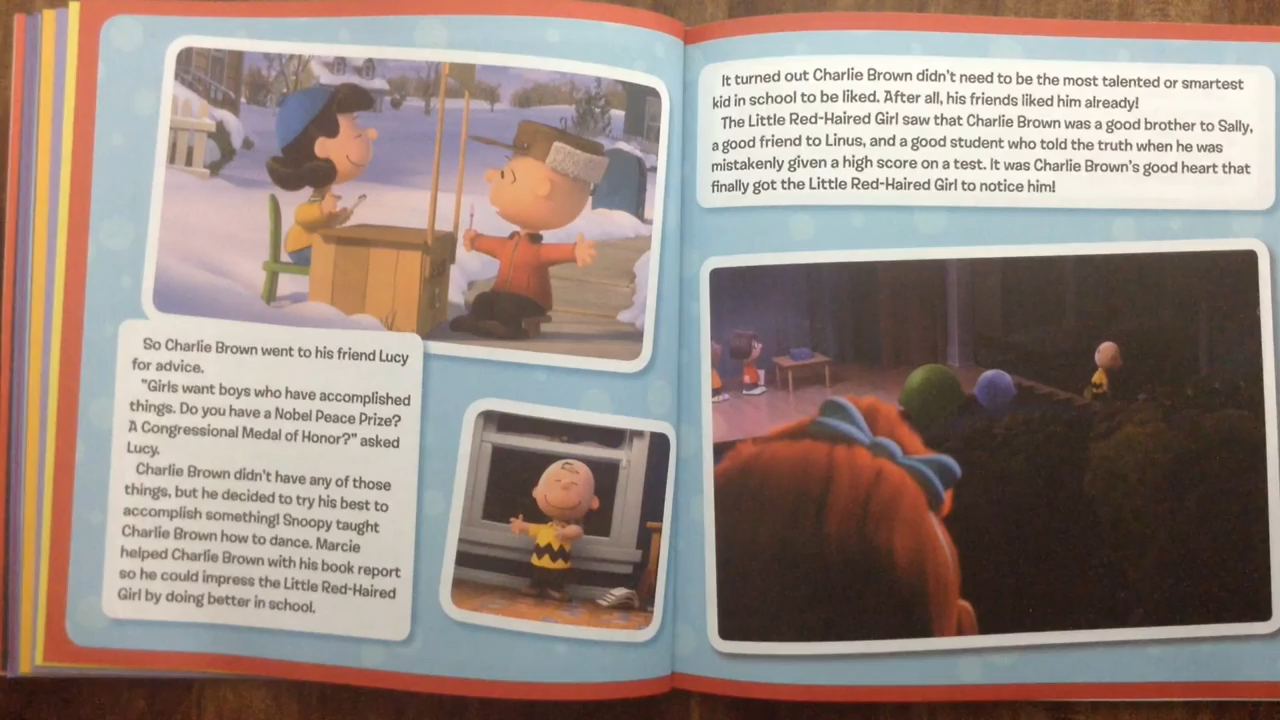 So Charlie Brown went to his friend Lucy
for advice.
"Girls want boys who have accomplished
things. Do you have a Nobel Peace Prize?
A Congressional Medal of Honor?" asked
Lucy.
Charlie Brown didn't have any of those
things, but he decided to try his best to
accomplish something! Snoopy taught
Charlie Brown how to dance. Marcie
helped Charlie Brown with his book report
so he could impress the Little Red-Haired
Girl by doing better in school.
It turned out Charlie Brown didn't need to be the most talented or smartest
kid in school to be liked. After all, his friends liked him already!
The Little Red-Haired Girl saw that Charlie Brown was a good brother to Sally,
a good friend to Linus, and a good student who told the truth when he was
mistakenly given a high score on a test. It was Charlie Brown's good heart that
finally got the Little Red-Haired Girl to notice him!